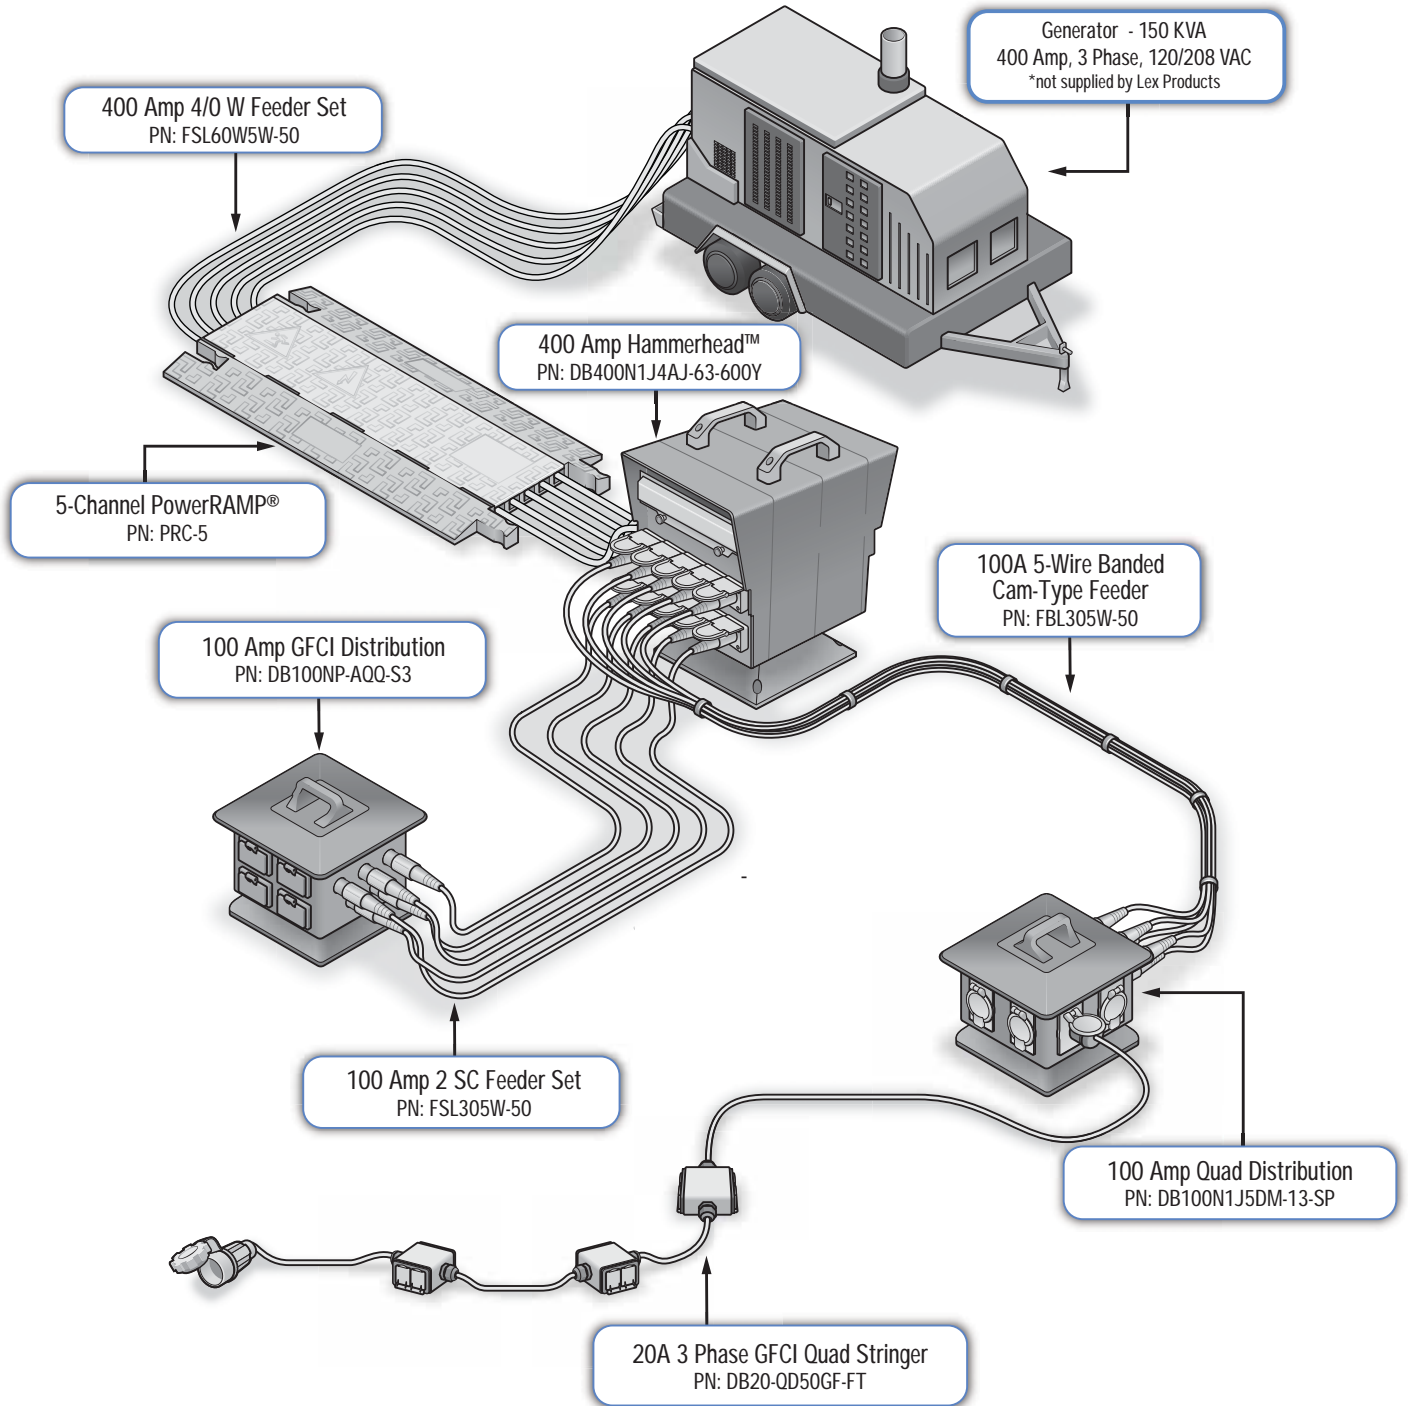 Generator - 150 KVA
400 Amp, 3 Phase, 120/208 VAC
*not supplied by Lex Products
400 Amp 4/0 W Feeder Set
PN: FSL60W5W-50
400 Amp Hammerhead™
PN: DB400N1J4AJ-63-600Y
5-Channel PowerRAMP®
PN: PRC-5
100A 5-Wire Banded
Cam-Type Feeder
PN: FBL305W-50
100 Amp GFCI Distribution
PN: DB100NP-AQQ-S3
100 Amp 2 SC Feeder Set
PN: FSL305W-50
100 Amp Quad Distribution
PN: DB100N1J5DM-13-SP
20A 3 Phase GFCI Quad Stringer
PN: DB20-QD50GF-FT